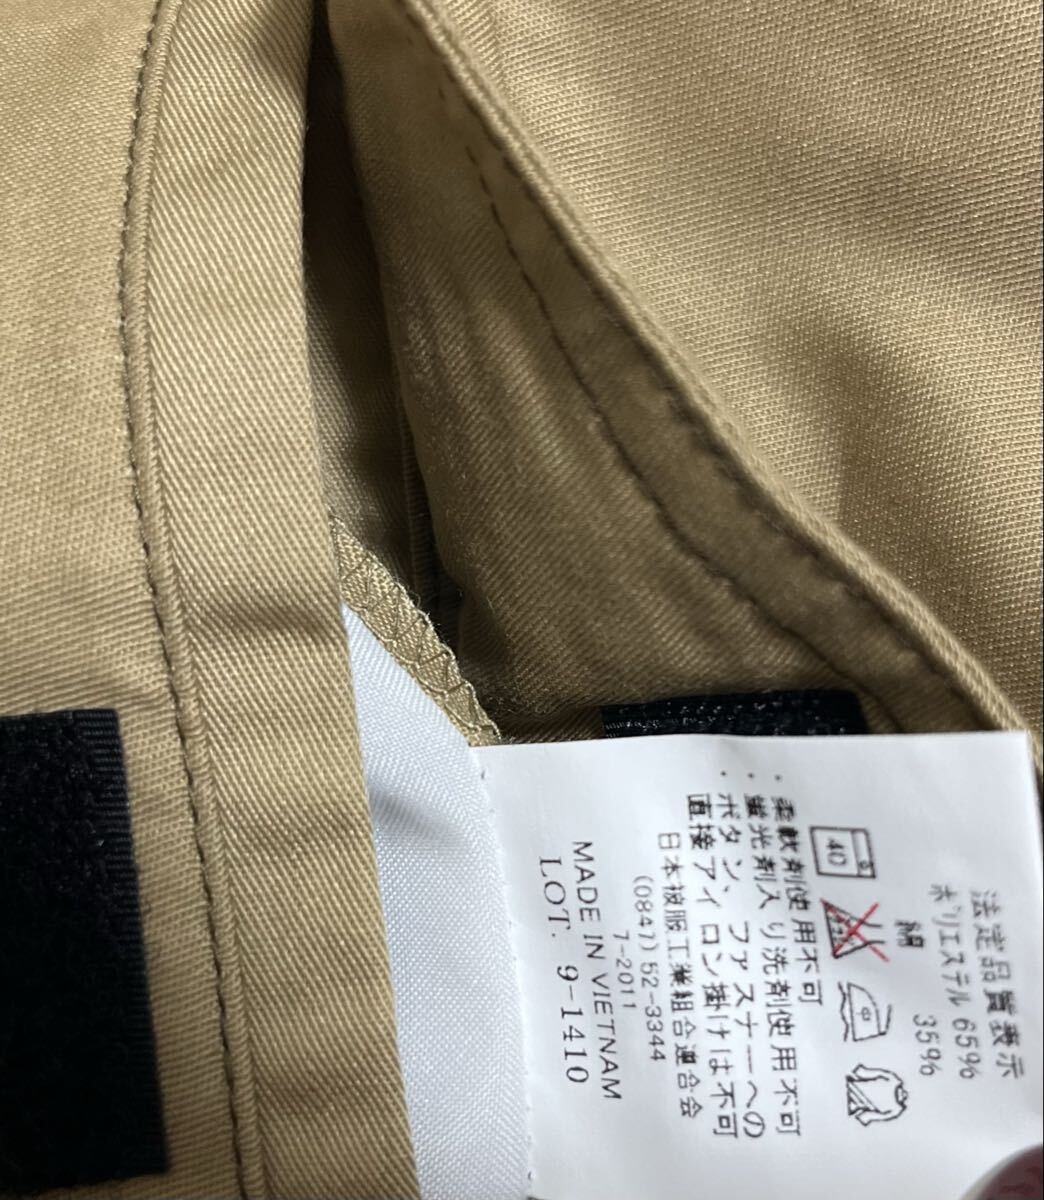 法定品質表示
ポリエステル 65%
綿 35%
40
・柔軟剤使用不可
・蛍光剤入り洗剤使用不可
・ボタン、ファスナーへの
直接アイロン掛けは不可
日本被服工業組合連合会
(0847)52-3344
7-2011
MADE IN VIETNAM
LOT. 9-1410